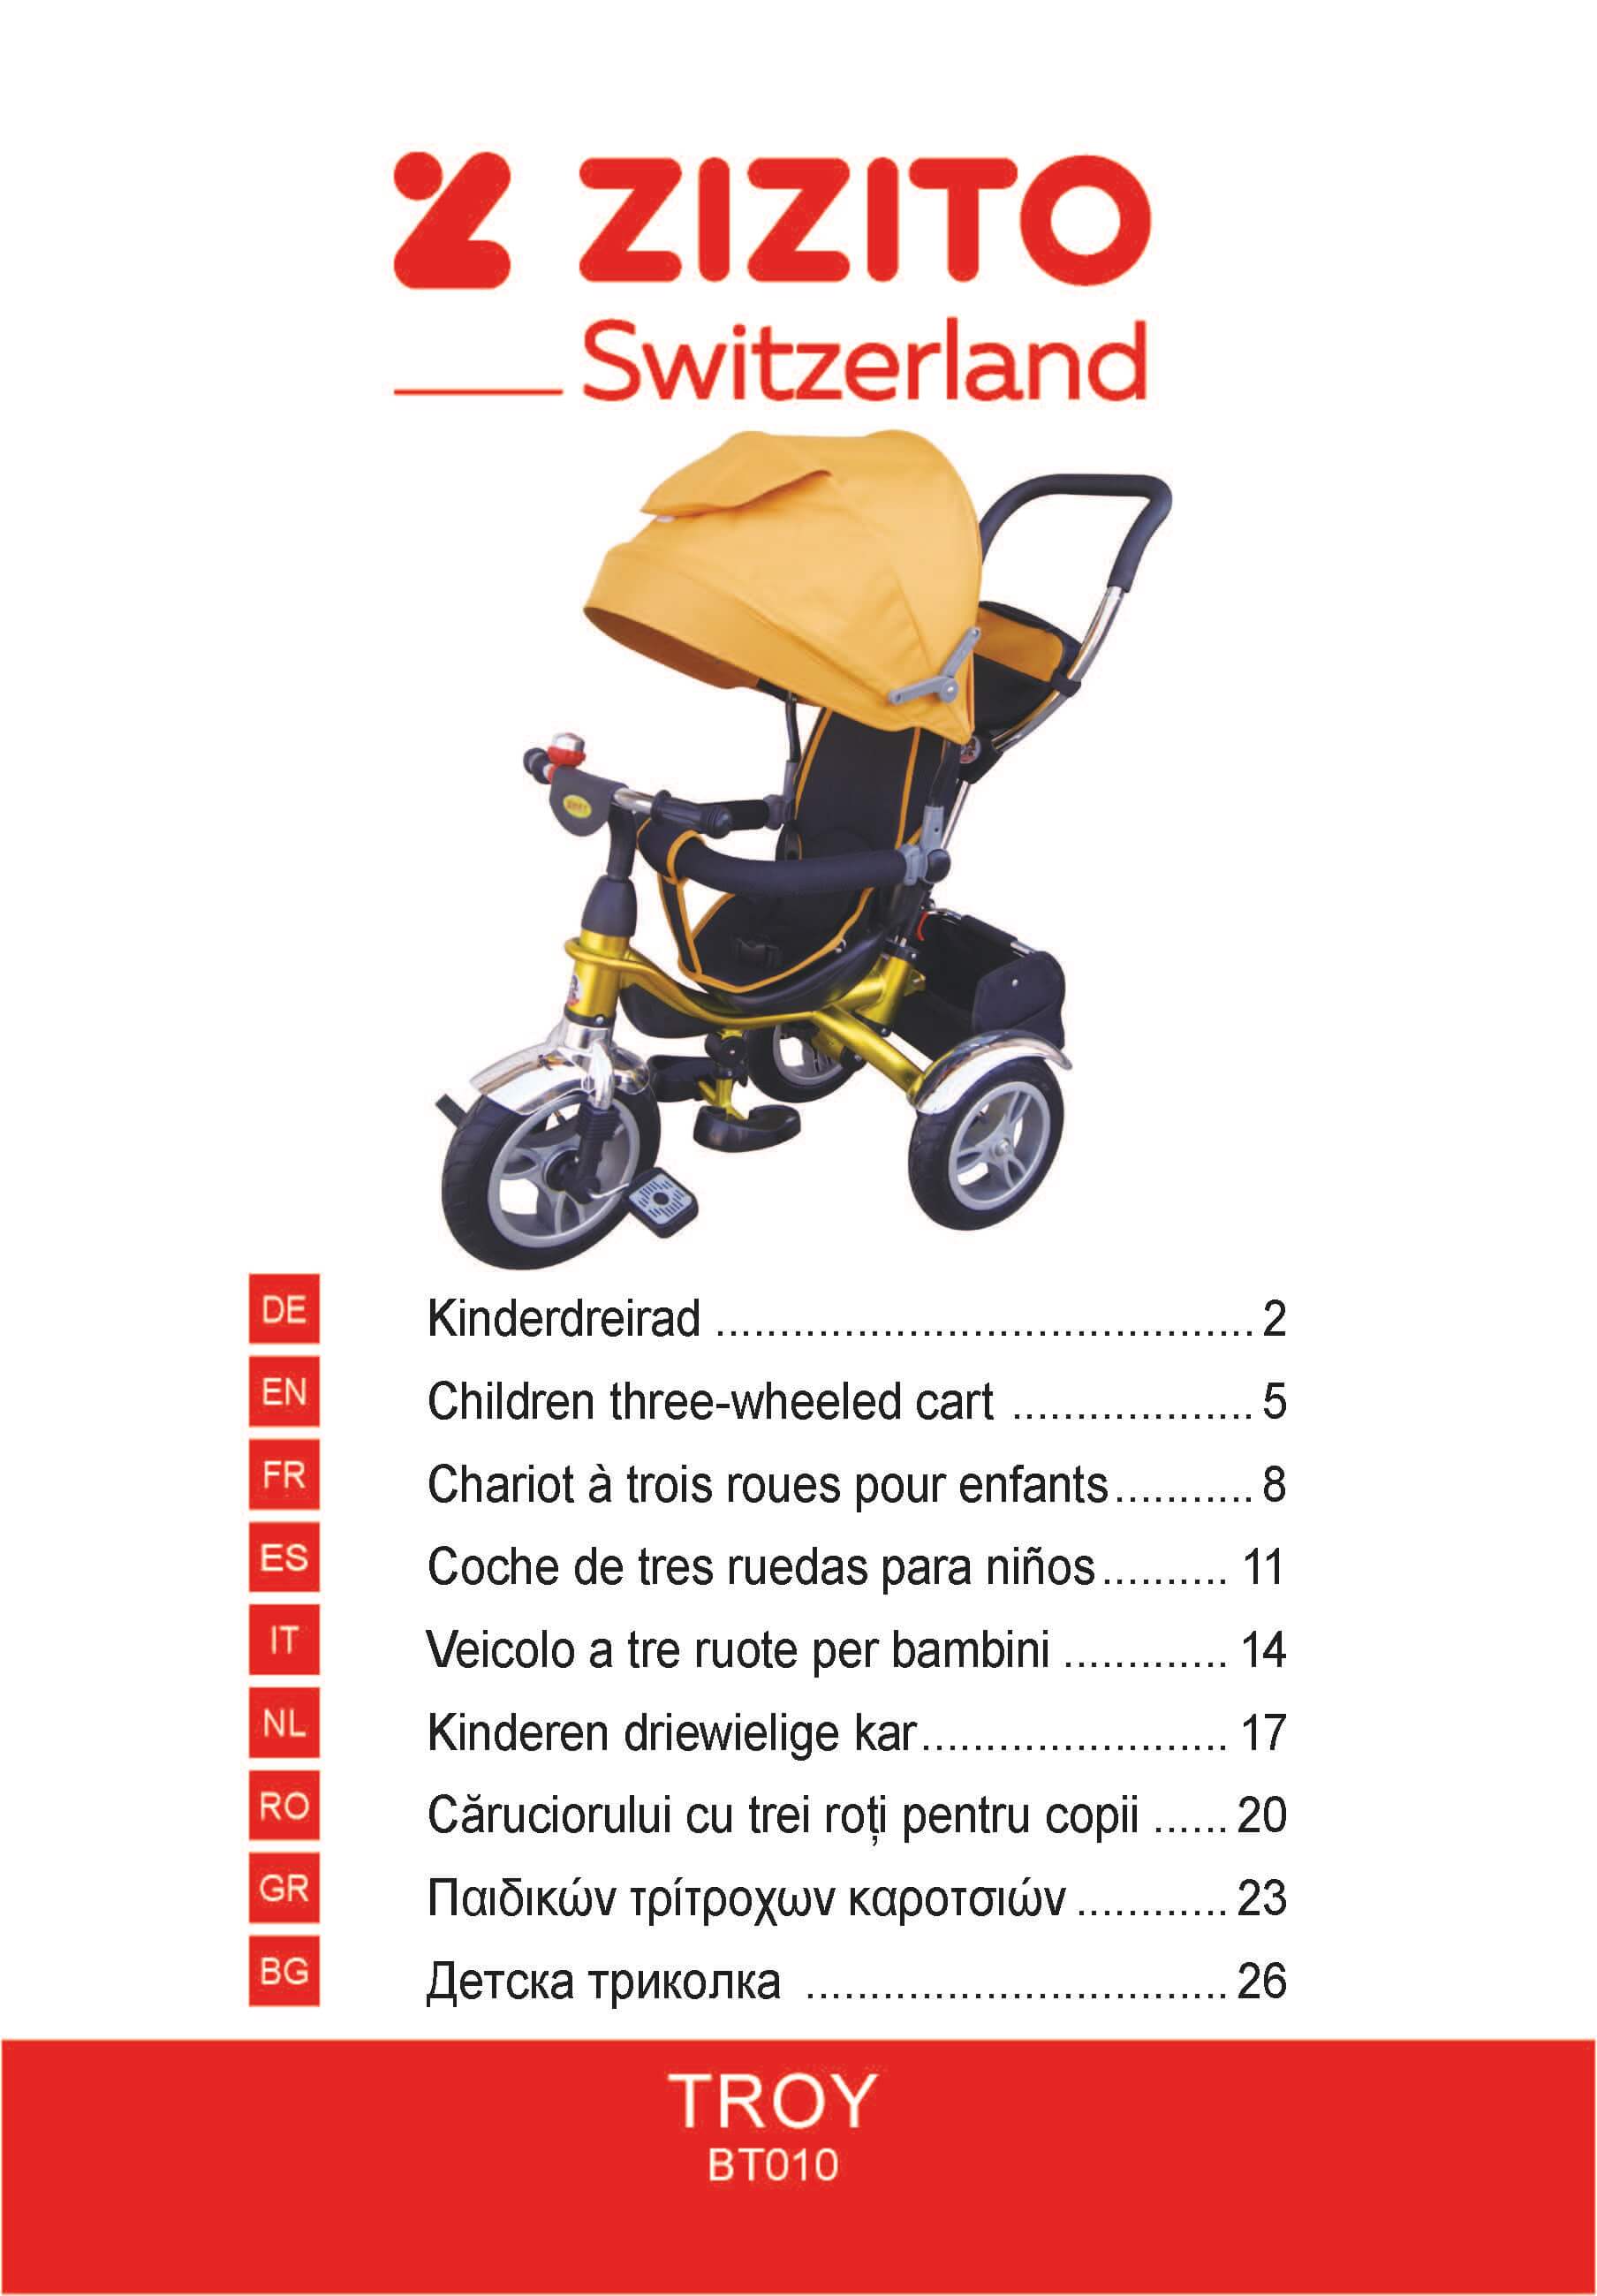 ZIZITO
Switzerland
DE Kinderdreirad .......................................... 2
EN Children three-wheeled cart ................... 5
FR Chariot à trois roues pour enfants........... 8
ES Coche de tres ruedas para niños.......... 11
IT Veicolo a tre ruote per bambini ............. 14
NL Kinderen driewielige kar........................ 17
RO Căruciorului cu trei roți pentru copii ...... 20
GR Παιδικών τρίτροχων καροτσιών ............ 23
BG Детска триколка ................................. 26
TROY
BT010